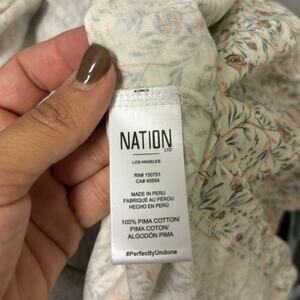 NATION
LTD
LOS ANGELES
RN# 150751
CA# 40554
MADE IN PERU
FABRIQUÉ AU PÉROU
HECHO EN PERÚ
100% PIMA COTTON/
PIMA COTON/
ALGODÓN PIMA
#PerfectlyUndone